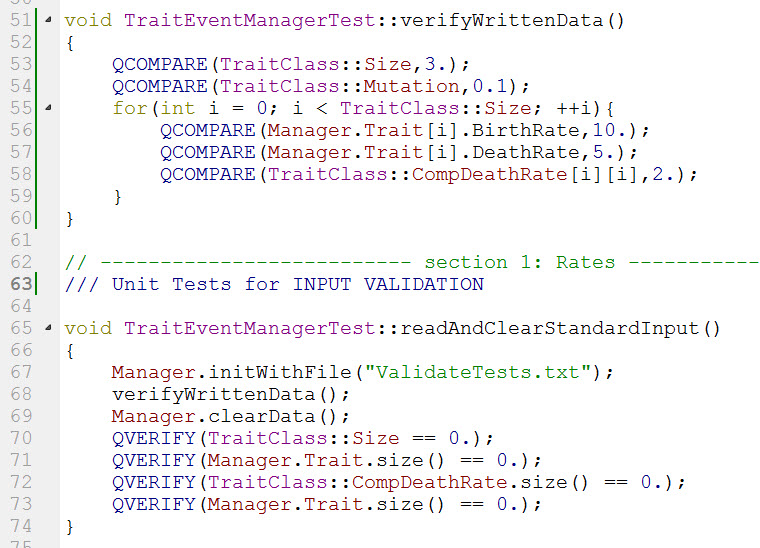 51 void TraitEventManagerTest::verifyWrittenData()
52 {
53     QCOMPARE(TraitClass::Size,3.);
54     QCOMPARE(TraitClass::Mutation,0.1);
55     for(int i = 0; i < TraitClass::Size; ++i){
56         QCOMPARE(Manager.Trait[i].BirthRate,10.);
57         QCOMPARE(Manager.Trait[i].DeathRate,5.);
58         QCOMPARE(TraitClass::CompDeathRate[i][i],2.);
59     }
60 }
61
62 // -------------------------- section 1: Rates -----------
63 /// Unit Tests for INPUT VALIDATION
64
65 void TraitEventManagerTest::readAndClearStandardInput()
66 {
67     Manager.initWithFile("ValidateTests.txt");
68     verifyWrittenData();
69     Manager.clearData();
70     QVERIFY(TraitClass::Size == 0.);
71     QVERIFY(Manager.Trait.size() == 0.);
72     QVERIFY(TraitClass::CompDeathRate.size() == 0.);
73     QVERIFY(Manager.Trait.size() == 0.);
74 }